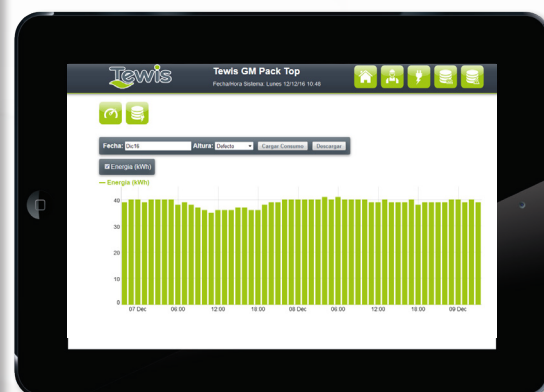 Tewis
Tewis GM Pack Top
Fecha/Hora Sistema: Lunes 12/12/16 10:46
Fecha: Dic16 Altura: Defecto Cargar Consumo Descargar
Energía (kWh)
Energía (kWh)
40
30
20
10
0
07 Dec 06:00 12:00 18:00 08 Dec 06:00 12:00 18:00 09 Dec